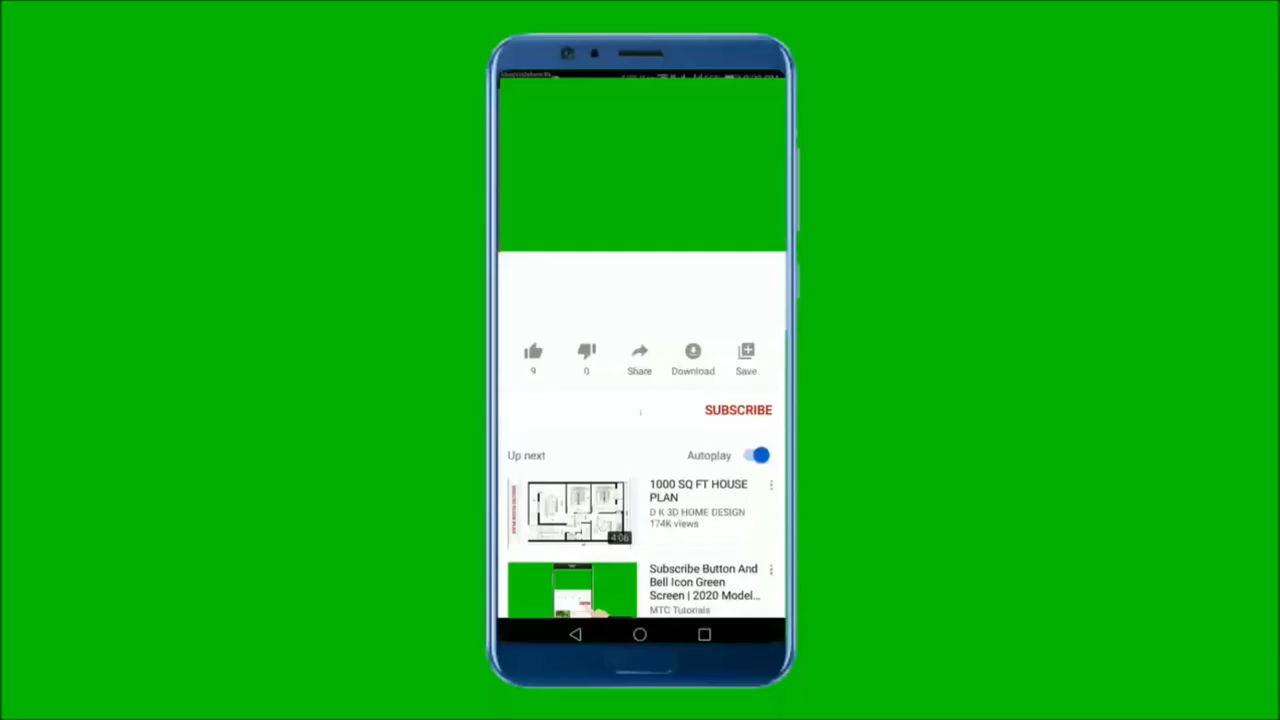 9
0
Share
Download
Save
SUBSCRIBE
Up next
Autoplay
1000 SQ FT HOUSE
PLAN
D K 3D HOME DESIGN
174K views
4:06
Subscribe Button And
Bell Icon Green
Screen | 2020 Model...
MTC Tutorials